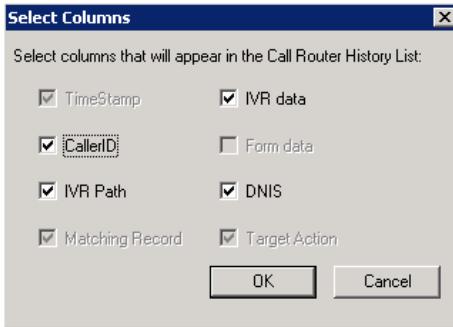 Select Columns
Select columns that will appear in the Call Router History List:
TimeStamp IVR data
CallerID Form data
IVR Path DNIS
Matching Record Target Action
OK Cancel